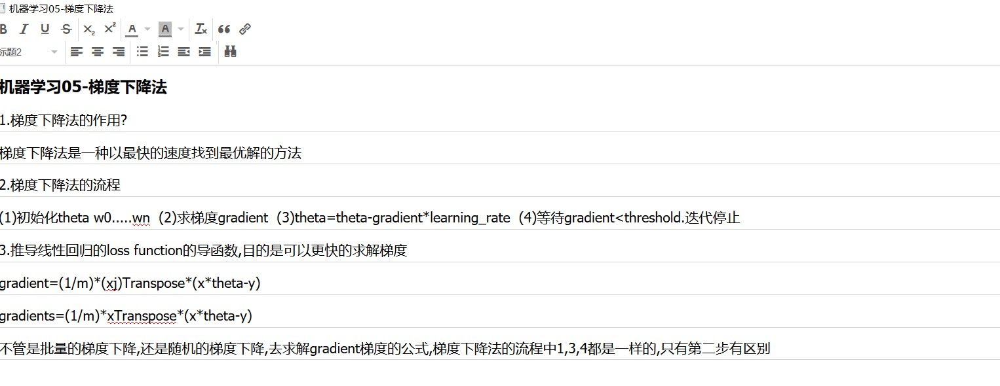 机器学习05-梯度下降法
B I U S X₂ X² A A Tx
标题2
机器学习05-梯度下降法
1.梯度下降法的作用?
梯度下降法是一种以最快的速度找到最优解的方法
2.梯度下降法的流程
(1)初始化theta w0.....wn (2)求梯度gradient (3)theta=theta-gradient*learning_rate (4)等待gradient<threshold.迭代停止
3.推导线性回归的loss function的导函数,目的是可以更快的求解梯度
gradient=(1/m)*(xj)Transpose*(x*theta-y)
gradients=(1/m)*xTranspose*(x*theta-y)
不管是批量的梯度下降,还是随机的梯度下降,去求解gradient梯度的公式,梯度下降法的流程中1,3,4都是一样的,只有第二步有区别